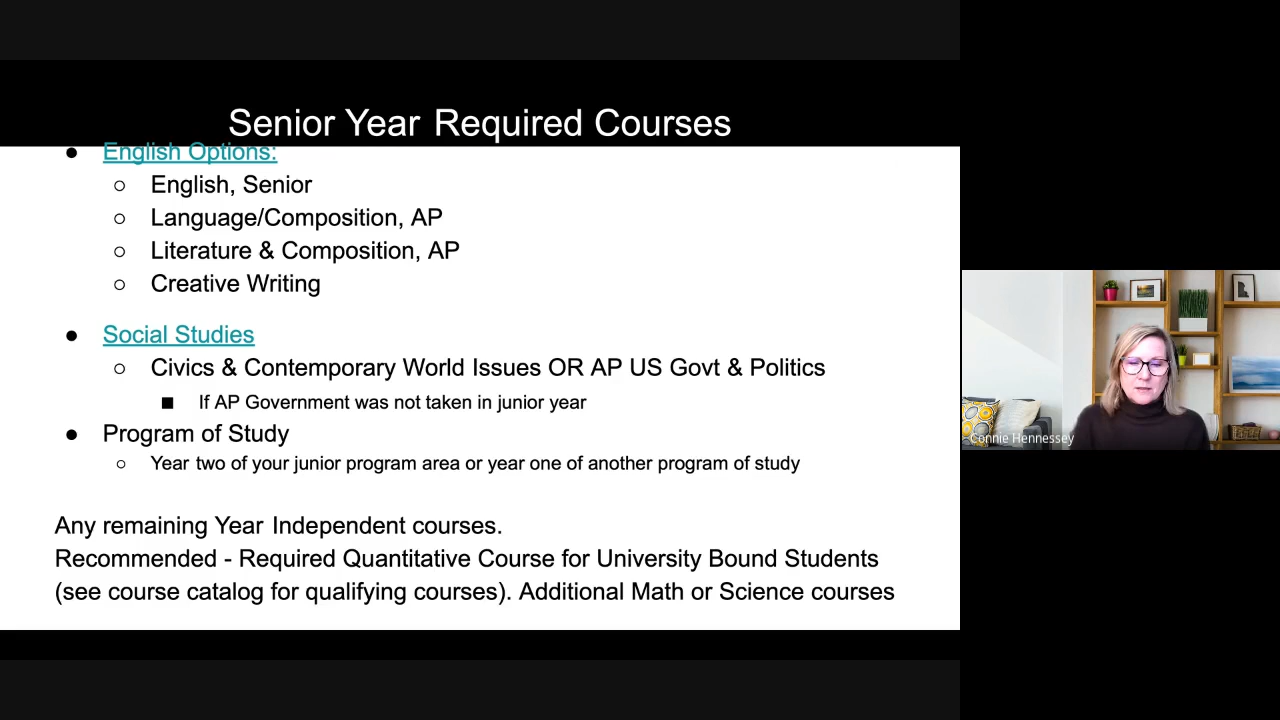 Senior Year Required Courses
● English Options:
○ English, Senior
○ Language/Composition, AP
○ Literature & Composition, AP
○ Creative Writing
● Social Studies
○ Civics & Contemporary World Issues OR AP US Govt & Politics
■ If AP Government was not taken in junior year
● Program of Study
○ Year two of your junior program area or year one of another program of study
Any remaining Year Independent courses.
Recommended - Required Quantitative Course for University Bound Students
(see course catalog for qualifying courses). Additional Math or Science courses
Connie Hennessey